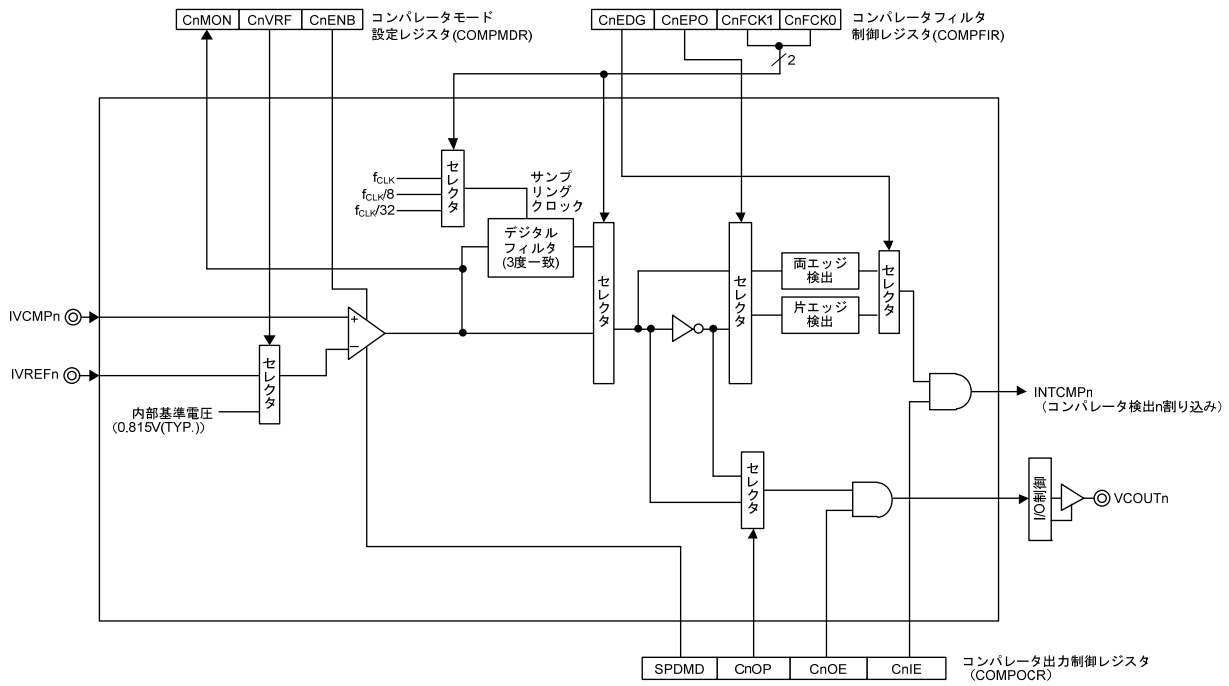 CnMON CnVRF CnENB
コンパレータモード
設定レジスタ(COMPMDR)
CnEDG CnEPO CnFCK1 CnFCK0
コンパレータフィルタ
制御レジスタ(COMPFIR)
2
セレクタ
fCLK
fCLK/8
fCLK/32
サンプ
リング
クロック
デジタル
フィルタ
(3度一致)
セレクタ
セレクタ
両エッジ
検出
片エッジ
検出
セレクタ
IVCMPn
+
−
IVREFn
セレクタ
内部基準電圧
(0.815V(TYP.))
INTCMPn
(コンパレータ検出n割り込み)
セレクタ
I/O制御
VCOUTn
SPDMD CnOP CnOE CnIE
コンパレータ出力制御レジスタ
(COMPOCR)